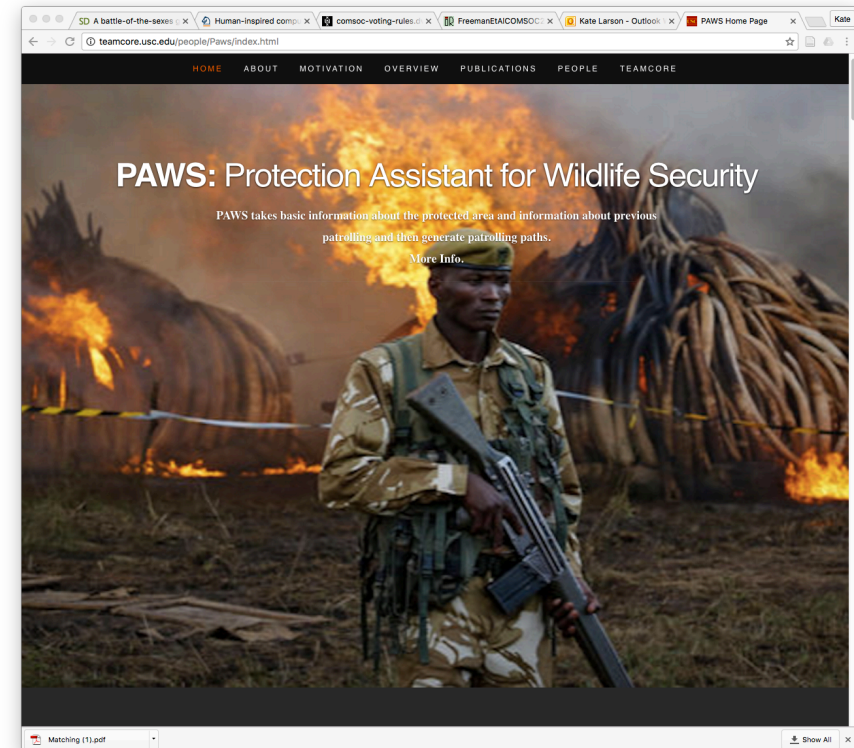 SD A battle-of-the-sexes g
Human-inspired compu
comsoc-voting-rules.d
FreemanEtAlCOMSOC2
Kate Larson - Outlook
PAWS Home Page
Kate
teamcore.usc.edu/people/Paws/index.html
HOME ABOUT MOTIVATION OVERVIEW PUBLICATIONS PEOPLE TEAMCORE
PAWS: Protection Assistant for Wildlife Security
PAWS takes basic information about the protected area and information about previous
patrolling and then generate patrolling paths.
More Info.
Matching (1).pdf
Show All